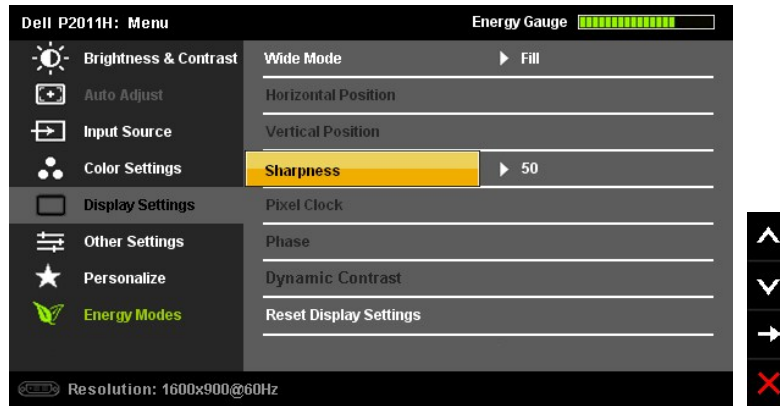 Dell P2011H: Menu
Energy Gauge
Brightness & Contrast
Auto Adjust
Input Source
Color Settings
Display Settings
Other Settings
Personalize
Energy Modes
Wide Mode
Fill
Horizontal Position
Vertical Position
Sharpness
50
Pixel Clock
Phase
Dynamic Contrast
Reset Display Settings
Resolution: 1600x900@60Hz